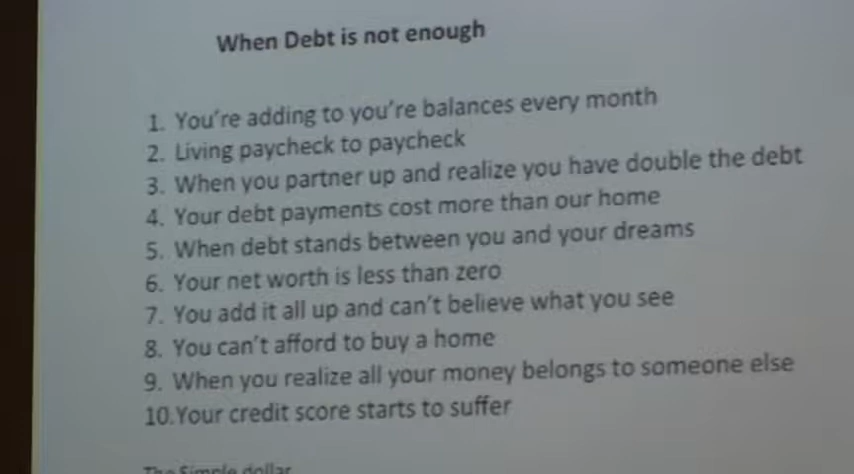 When Debt is not enough
1. You're adding to you're balances every month
2. Living paycheck to paycheck
3. When you partner up and realize you have double the debt
4. Your debt payments cost more than our home
5. When debt stands between you and your dreams
6. Your net worth is less than zero
7. You add it all up and can't believe what you see
8. You can't afford to buy a home
9. When you realize all your money belongs to someone else
10.Your credit score starts to suffer
The Simple dollar